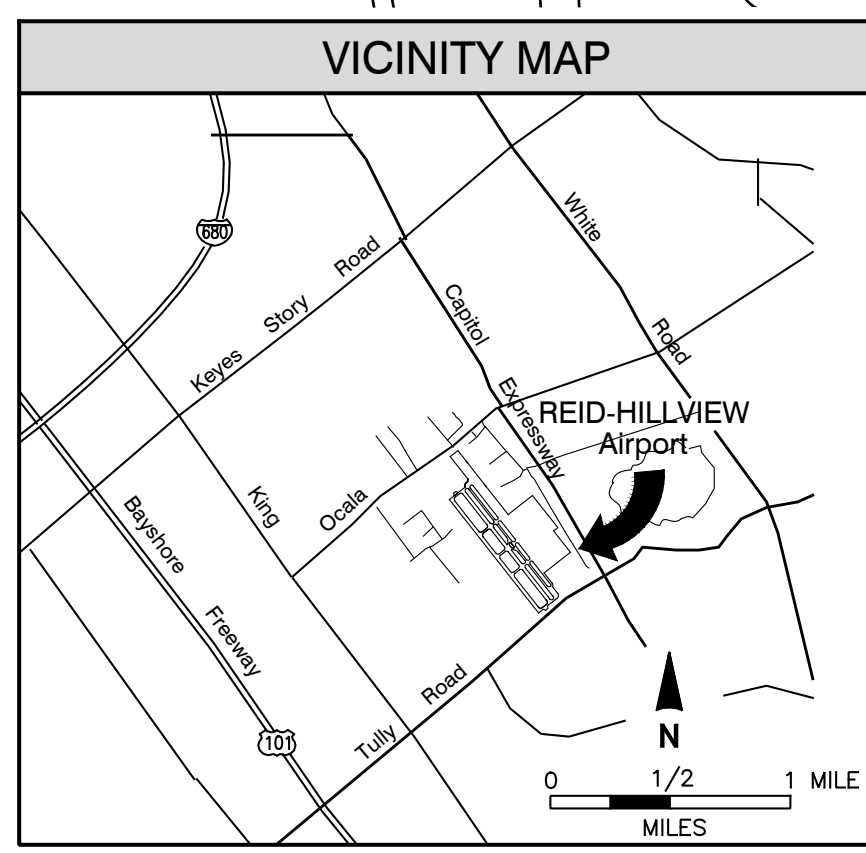 VICINITY MAP
680
White
Road
Keyes Story Road
Capitol
Expressway
REID-HILLVIEW
Airport
King
Ocala
Bayshore
Freeway
101
Tully Road
N
0 1/2 1 MILE
MILES